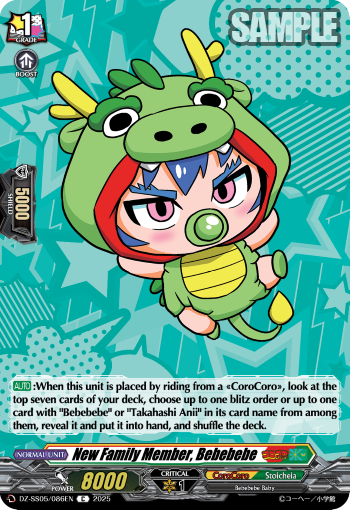 1
GRADE
SAMPLE
BOOST
5000
SHIELD
AUTO :When this unit is placed by riding from a «CoroCoro», look at the
top seven cards of your deck, choose up to one blitz order or up to one
card with "Bebebebe" or "Takahashi Anii" in its card name from among
them, reveal it and put it into hand, and shuffle the deck.
NORMAL UNIT
New Family Member, Bebebebe
POWER 8000
CRITICAL
1
CoroCoro
Stoicheia
Bebebebe Baby
DZ-SS05/086EN C 2025
©コーヘー/小学館